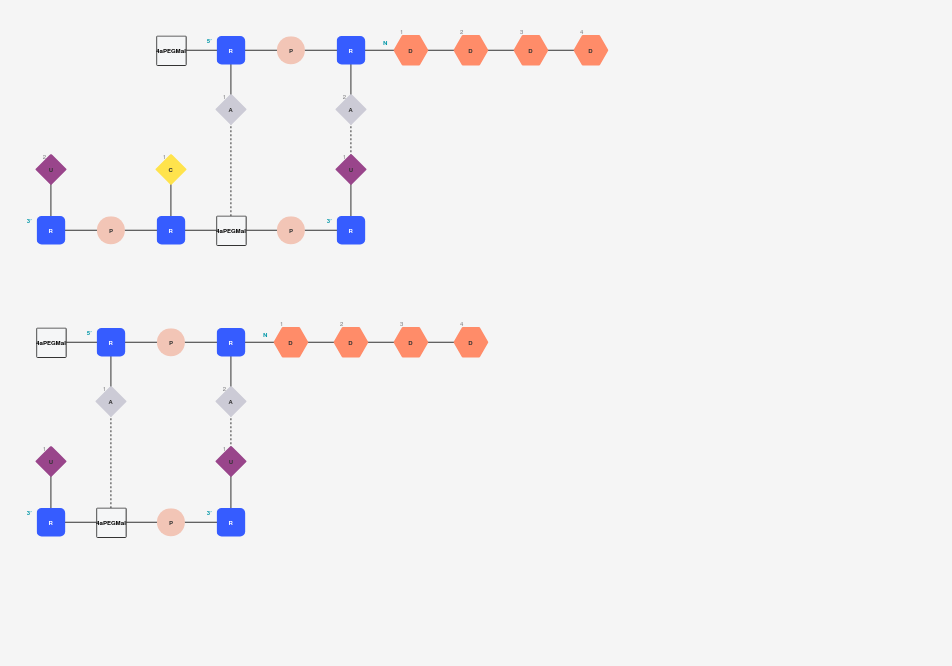 1 2 3 4
4aPEGMal 5' R P R N D D D D
1 A 2 A
2 U 1 C 1 U
3' R P R 4aPEGMal P 3' R
1 2 3 4
4aPEGMal 5' R P R N D D D D
1 A 2 A
1 U 1 U
3' R 4aPEGMal P 3' R